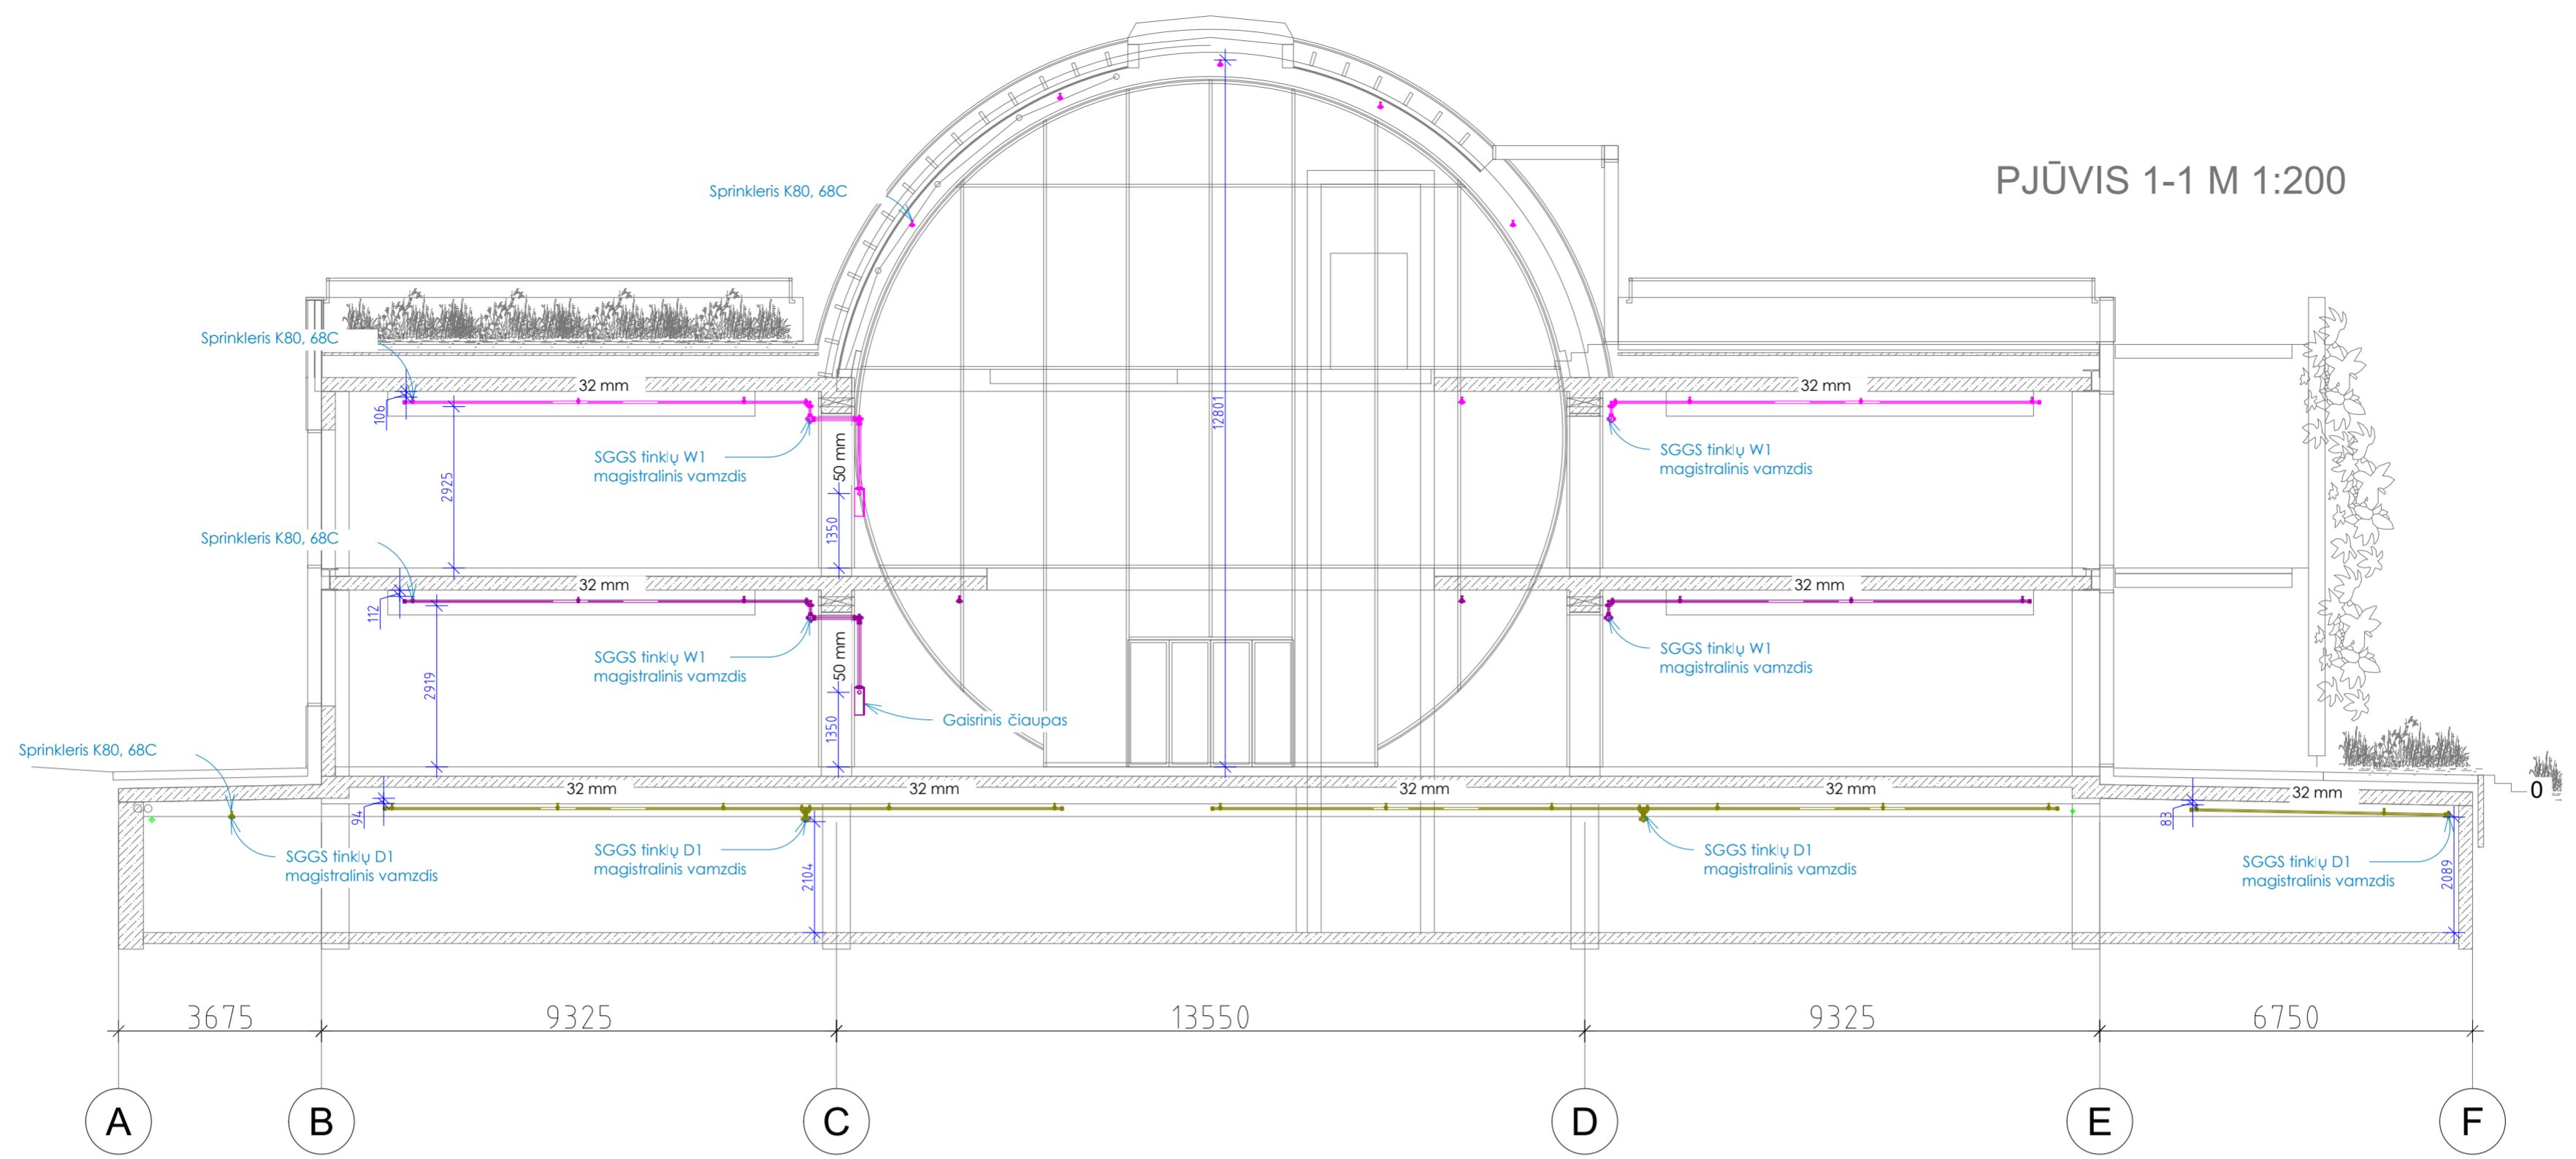 PJŪVIS 1-1 M 1:200
Sprinkleris K80, 68C
Sprinkleris K80, 68C
32 mm
32 mm
106
12801
2925
50 mm
1350
SGGS tinklų W1
magistralinis vamzdis
SGGS tinklų W1
magistralinis vamzdis
Sprinkleris K80, 68C
32 mm
32 mm
112
2919
50 mm
1350
SGGS tinklų W1
magistralinis vamzdis
SGGS tinklų W1
magistralinis vamzdis
Gaisrinis čiaupas
Sprinkleris K80, 68C
32 mm
32 mm
32 mm
32 mm
32 mm
0
94
83
SGGS tinklų D1
magistralinis vamzdis
SGGS tinklų D1
magistralinis vamzdis
2104
SGGS tinklų D1
magistralinis vamzdis
SGGS tinklų D1
magistralinis vamzdis
2089
3675
9325
13550
9325
6750
A
B
C
D
E
F